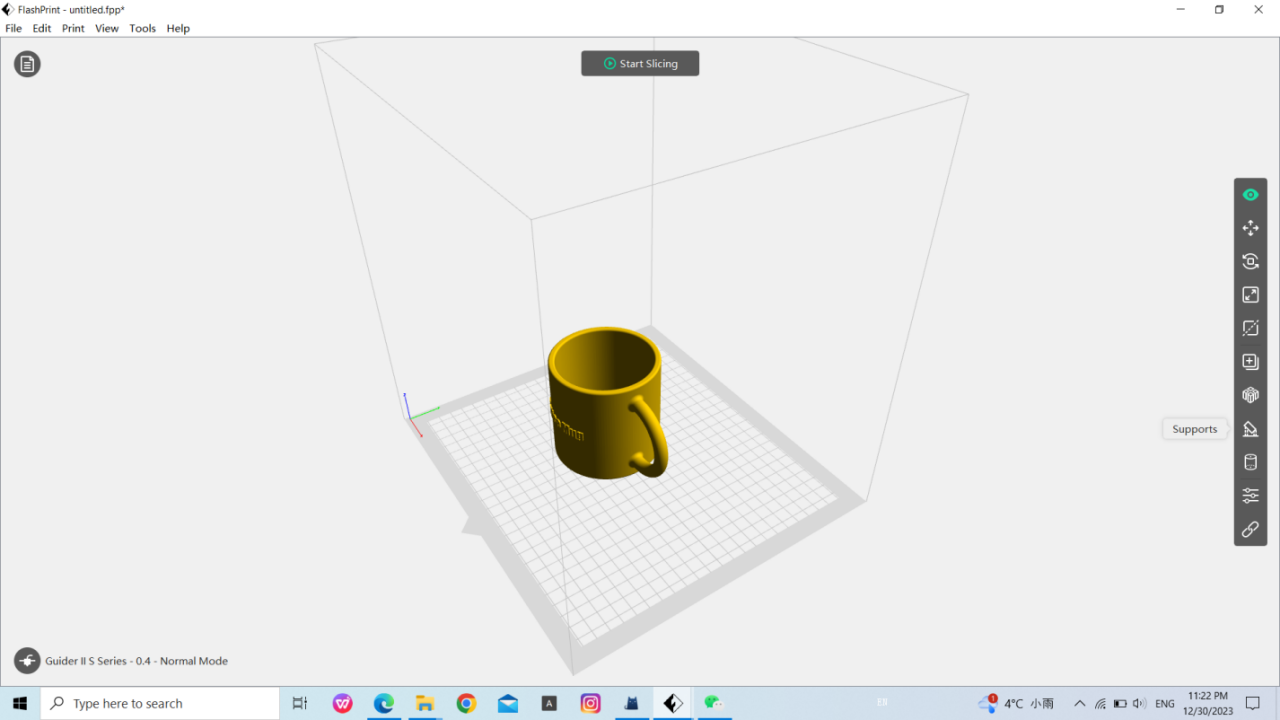 FlashPrint - untitled.fpp*
File Edit Print View Tools Help
Start Slicing
Supports
Guider II S Series - 0.4 - Normal Mode
Type here to search
1
4°C 小雨
ENG
11:22 PM
12/30/2023